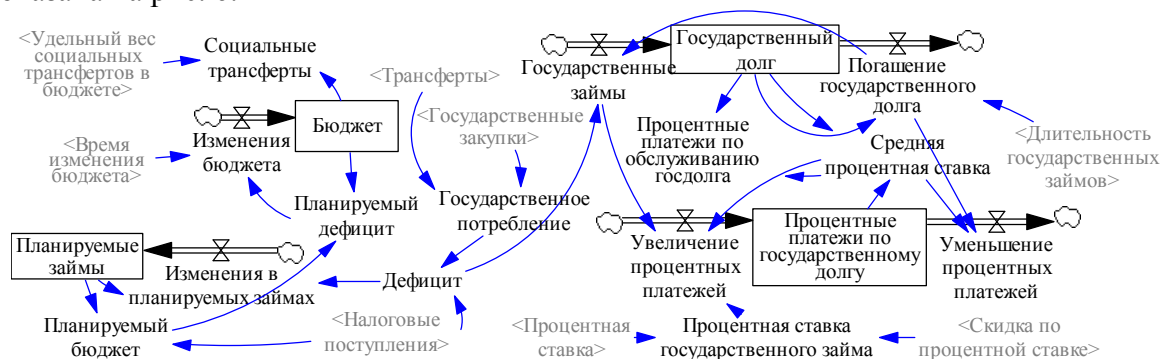 <Удельный вес
социальных
трансфертов в
бюджете>
Социальные
трансферты
<Трансферты>
Государственные
займы
Государственный
долг
Погашение
государственного
долга
<Время
изменения
бюджета>
Изменения
бюджета
Бюджет
<Государственные
закупки>
Процентные
платежи по
обслуживанию
госдолга
Средняя
процентная ставка
<Длительность
государственных
займов>
Планируемый
дефицит
Государственное
потребление
Планируемые
займы
Изменения в
планируемых займах
Дефицит
Увеличение
процентных
платежей
Процентные
платежи по
государственному
долгу
Уменьшение
процентных
платежей
Планируемый
бюджет
<Налоговые
поступления>
<Процентная
ставка>
Процентная ставка
государственного займа
<Скидка по
процентной ставке>